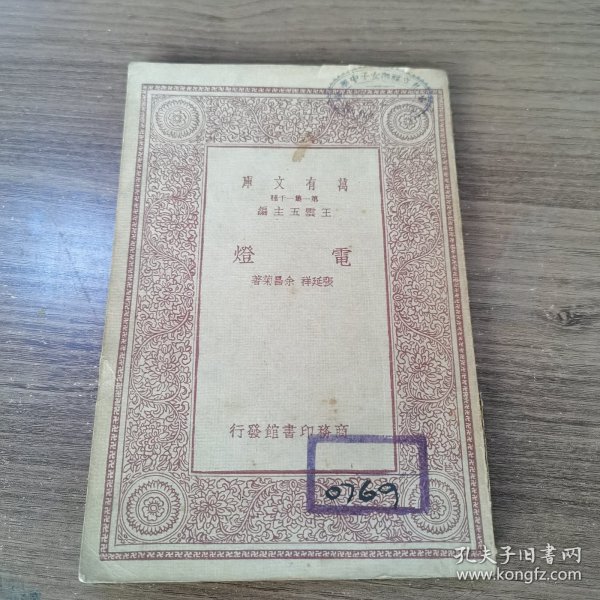 萬有文庫
第一集一千種
王雲五主編
電燈
張延祥 余昌菊著
商務印書館發行
0769
孔夫子旧书网
www.kongfz.com